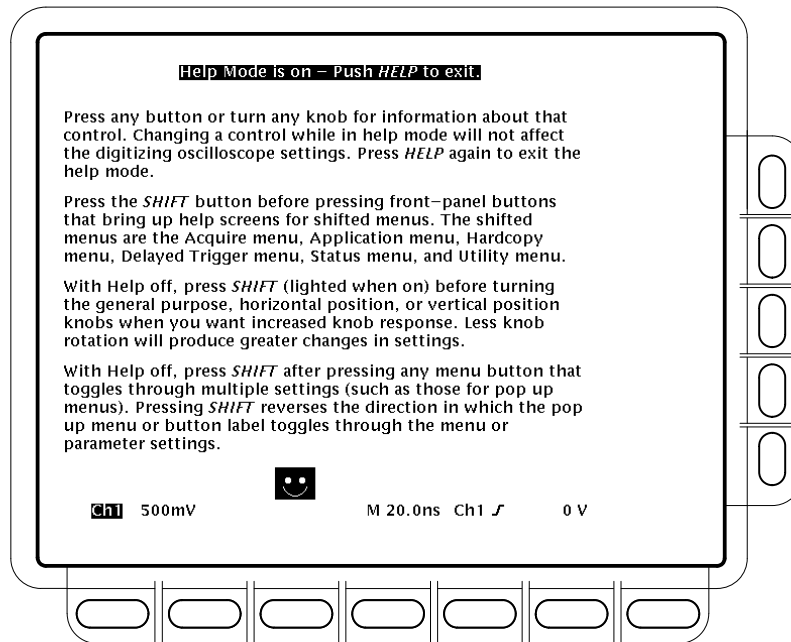 Help Mode is on – Push HELP to exit.
Press any button or turn any knob for information about that
control. Changing a control while in help mode will not affect
the digitizing oscilloscope settings. Press HELP again to exit the
help mode.
Press the SHIFT button before pressing front–panel buttons
that bring up help screens for shifted menus. The shifted
menus are the Acquire menu, Application menu, Hardcopy
menu, Delayed Trigger menu, Status menu, and Utility menu.
With Help off, press SHIFT (lighted when on) before turning
the general purpose, horizontal position, or vertical position
knobs when you want increased knob response. Less knob
rotation will produce greater changes in settings.
With Help off, press SHIFT after pressing any menu button that
toggles through multiple settings (such as those for pop up
menus). Pressing SHIFT reverses the direction in which the pop
up menu or button label toggles through the menu or
parameter settings.
Ch1 500mV M 20.0ns Ch1 0 V